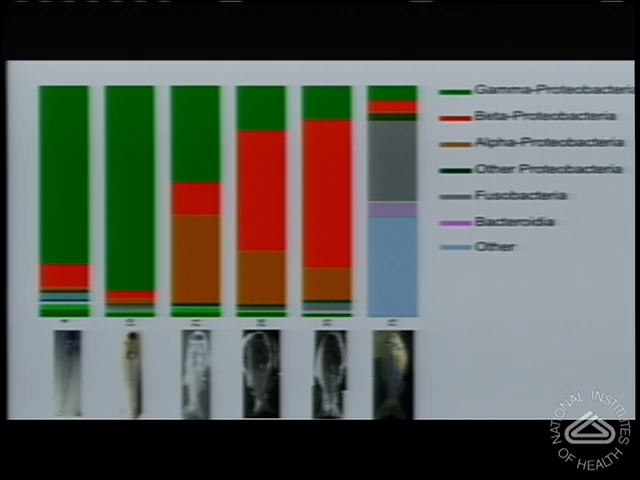 Gamma-Proteobacteria
Beta-Proteobacteria
Alpha-Proteobacteria
Other Proteobacteria
Fusobacteria
Bacteroidia
Other
NATIONAL INSTITUTES
OF HEALTH